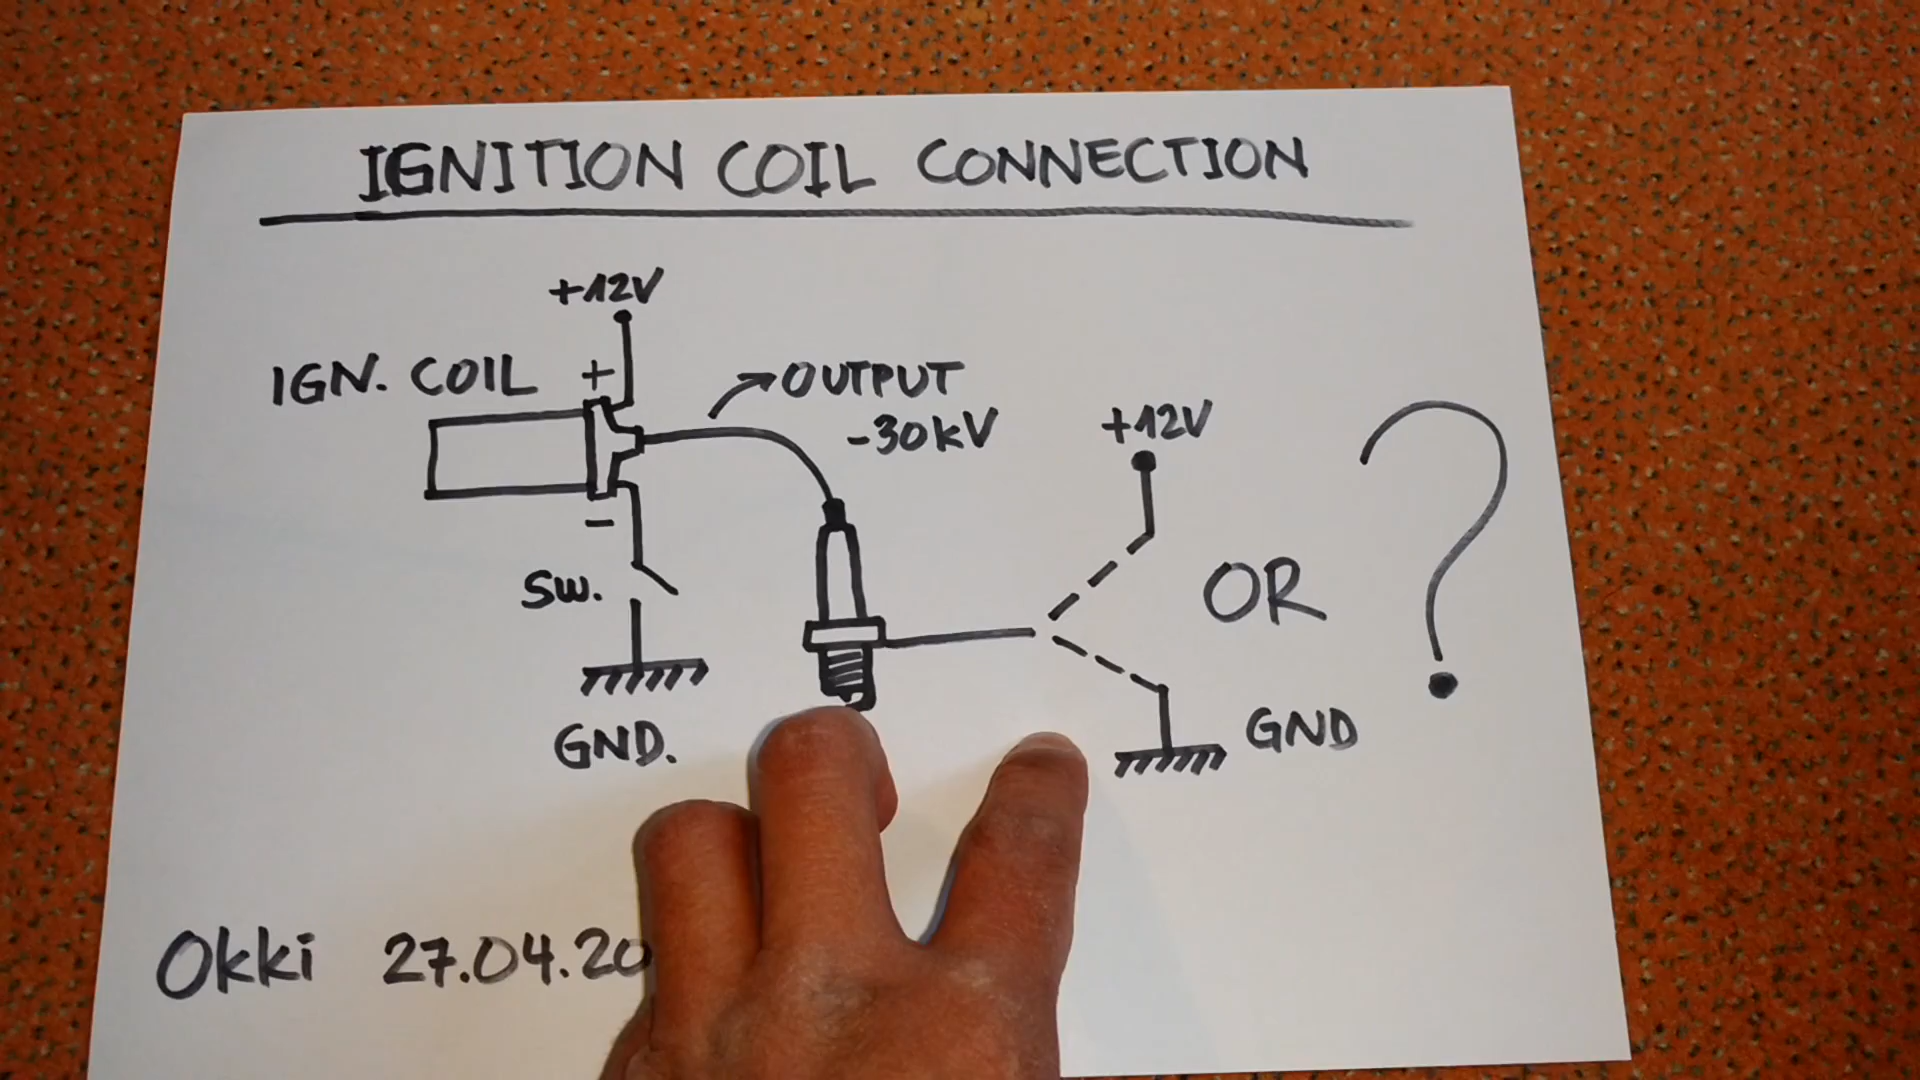 IGNITION COIL CONNECTION
+12V
IGN. COIL +
OUTPUT
-30kV
-
SW.
GND.
+12V
OR ?
GND
Okki 27.04.20